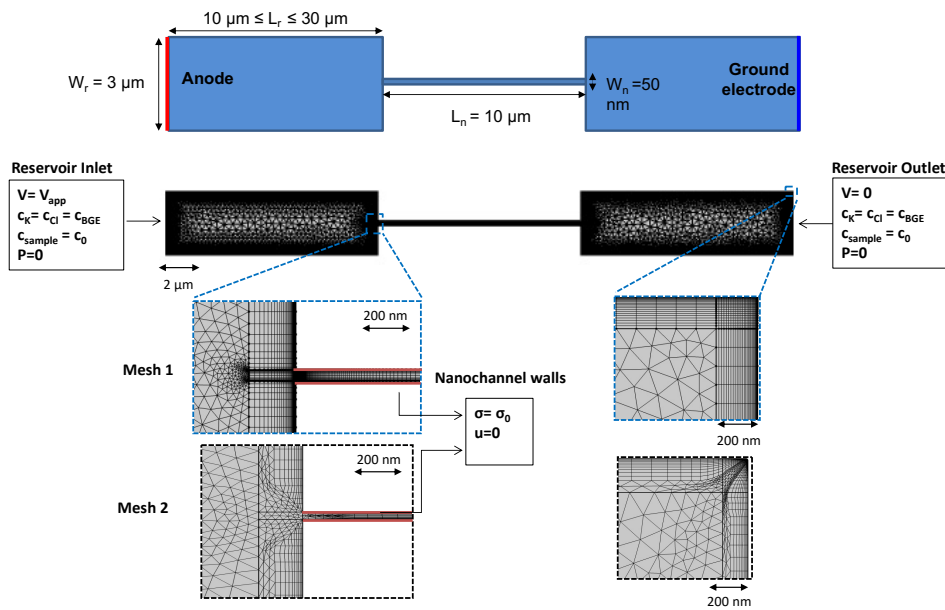 10 µm ≤ Lr ≤ 30 µm
Wr = 3 µm
Anode
Ground
electrode
Wn =50
nm
Ln = 10 µm
Reservoir Inlet
V= Vapp
cK= cCl = cBGE
csample = c0
P=0
Reservoir Outlet
V= 0
cK= cCl = cBGE
csample = c0
P=0
2 µm
200 nm
Mesh 1
Nanochannel walls
σ= σ0
u=0
200 nm
200 nm
Mesh 2
200 nm